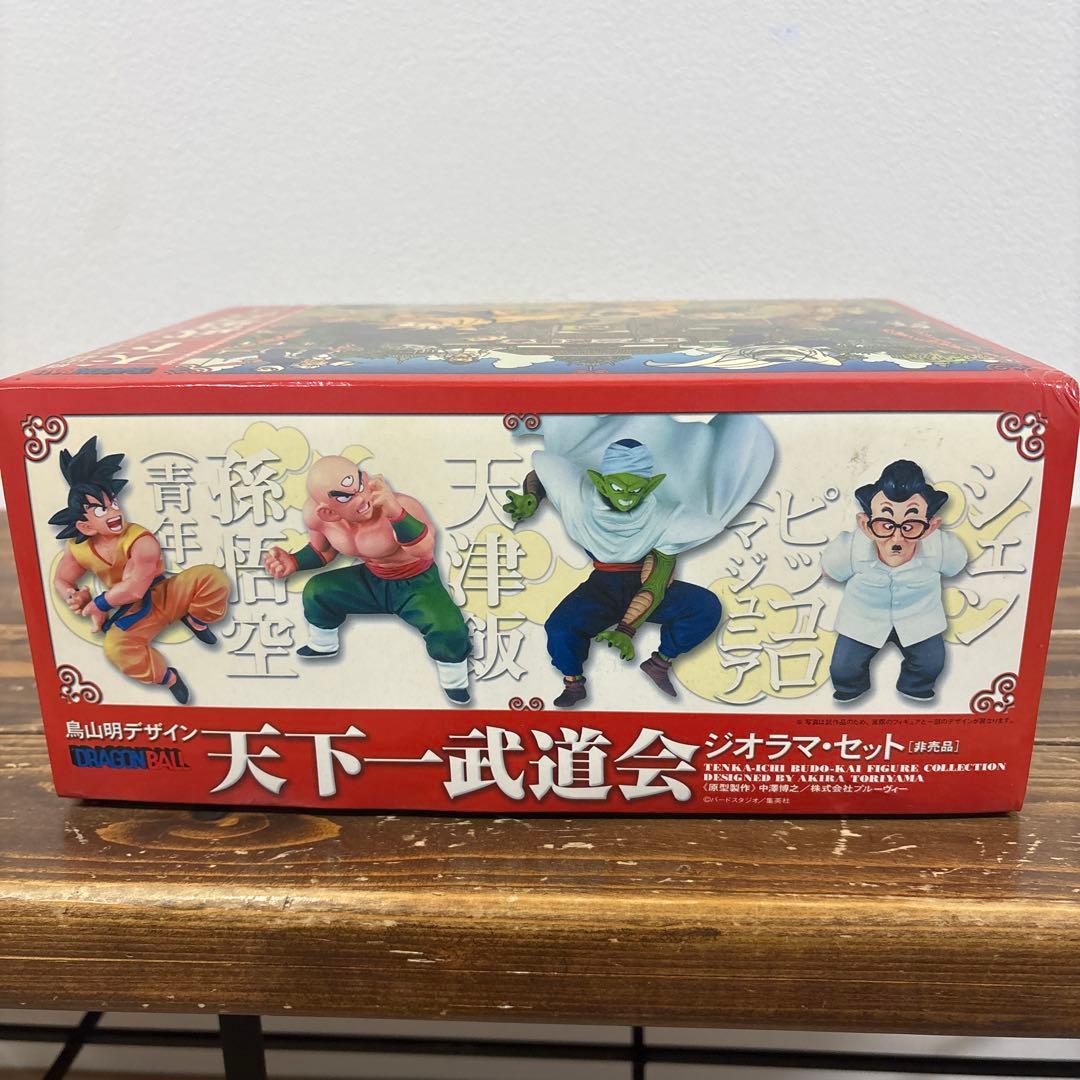 孫悟空
（青年）
天津飯
ピッコロ
マジュニア
シェン
※写真は試作品のため、実際のフィギュアと一部のデザインが異なります。
鳥山明デザイン
DRAGON BALL
天下一武道会
ジオラマ・セット［非売品］
TENKA-ICHI BUDO-KAI FIGURE COLLECTION
DESIGNED BY AKIRA TORIYAMA
〈原型製作〉中澤博之／株式会社ブルーヴィー
©バードスタジオ／集英社